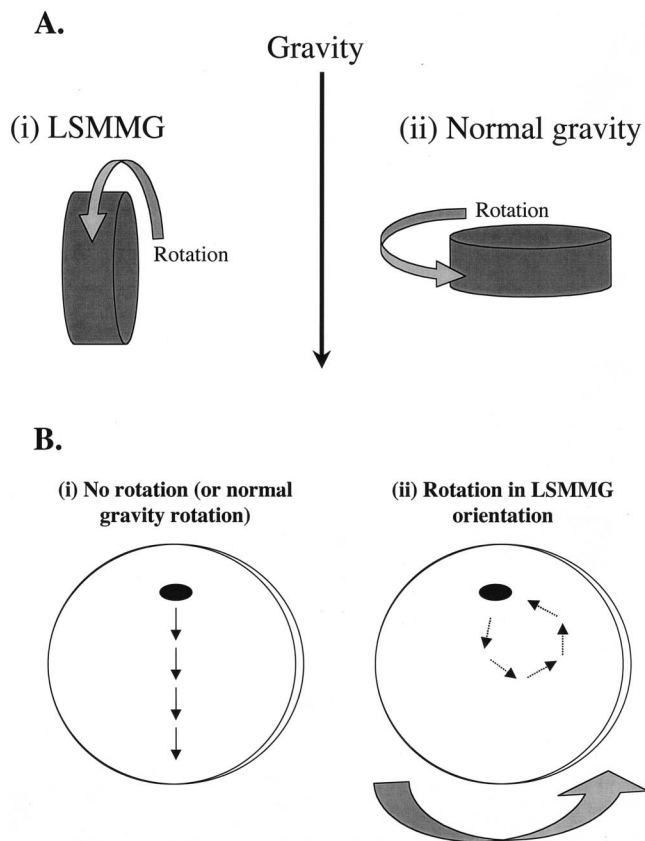 A.
Gravity
(i) LSMMG
(ii) Normal gravity
Rotation
Rotation
B.
(i) No rotation (or normal
gravity rotation)
(ii) Rotation in LSMMG
orientation